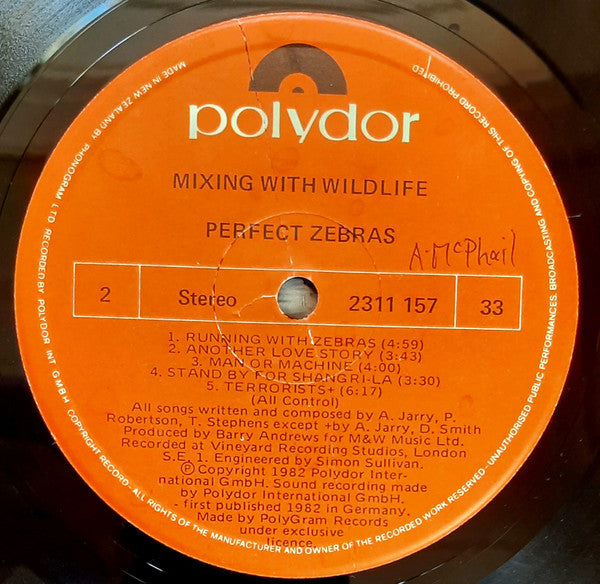 polydor
MIXING WITH WILDLIFE
PERFECT ZEBRAS
A. McPhail
2 Stereo 2311 157 33
1. RUNNING WITH ZEBRAS (4:59)
2. ANOTHER LOVE STORY (3:43)
3. MAN OR MACHINE (4:00)
4. STAND BY FOR SHANGRI-LA (3:30)
5. TERRORISTS+ (6:17)
(All Control)
All songs written and composed by A. Jarry, P.
Robertson, T. Stephens except +by A. Jarry, D. Smith
Produced by Barry Andrews for M&W Music Ltd.
Recorded at Vineyard Recording Studios, London
S.E. 1. Engineered by Simon Sullivan.
Ⓟ Copyright 1982 Polydor Inter-
national GmbH. Sound recording made
by Polydor International GmbH.
- first published 1982 in Germany.
Made by PolyGram Records
under exclusive
licence.
MADE IN NEW ZEALAND BY PHONOGRAM LTD. RECORDED BY POLYDOR INT. GMBH COPYRIGHT RECORD - ALL RIGHTS OF THE MANUFACTURER AND OWNER OF THE RECORDED WORK RESERVED - UNAUTHORISED PUBLIC PERFORMANCES, BROADCASTING AND COPYING OF THIS RECORD PROHIBITED